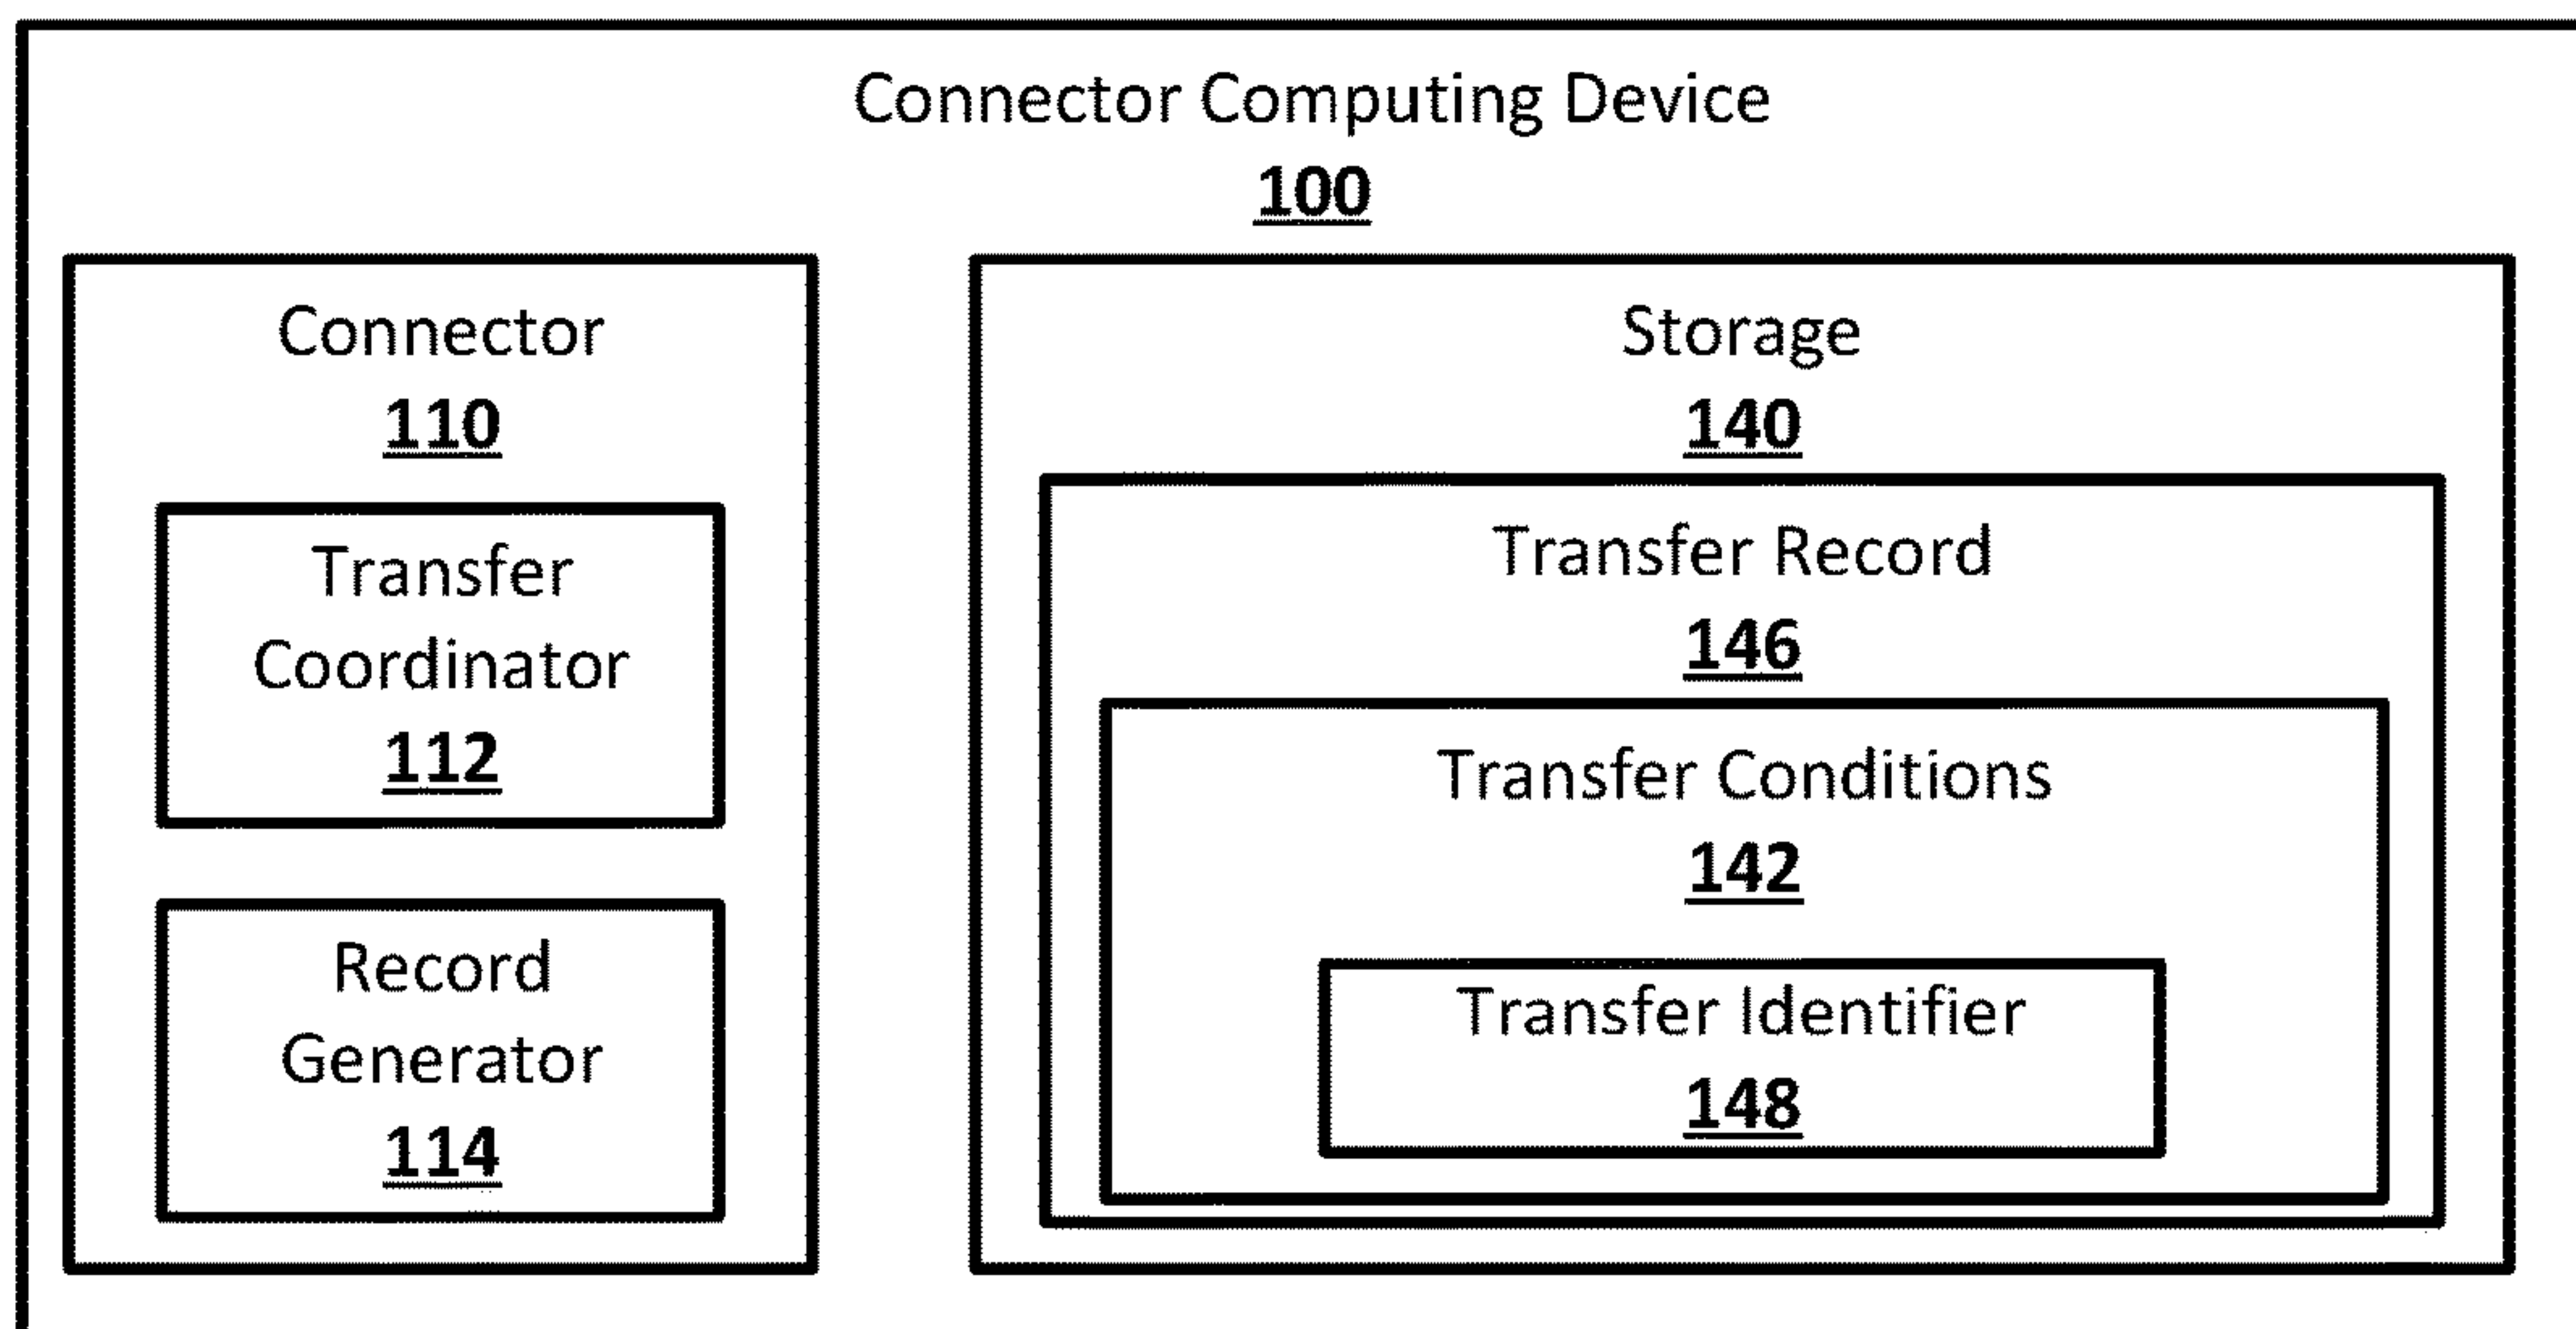 Connector Computing Device
100
Connector
110
Transfer
Coordinator
112
Record
Generator
114
Storage
140
Transfer Record
146
Transfer Conditions
142
Transfer Identifier
148